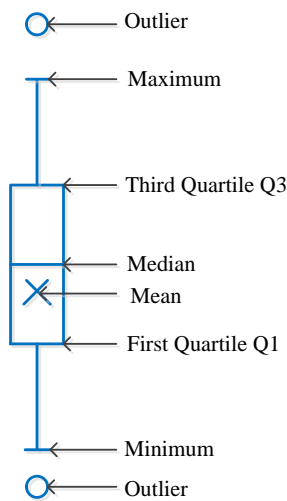 Outlier
Maximum
Third Quartile Q3
Median
Mean
First Quartile Q1
Minimum
Outlier